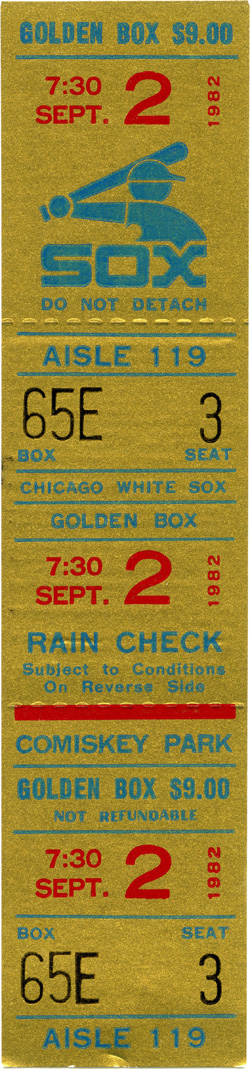 GOLDEN BOX $9.00
7:30
SEPT. 2 1982
SOX
DO NOT DETACH
AISLE 119
65E 3
BOX SEAT
CHICAGO WHITE SOX
GOLDEN BOX
7:30
SEPT. 2 1982
RAIN CHECK
Subject to Conditions
On Reverse Side
COMISKEY PARK
GOLDEN BOX $9.00
NOT REFUNDABLE
7:30
SEPT. 2 1982
BOX SEAT
65E 3
AISLE 119